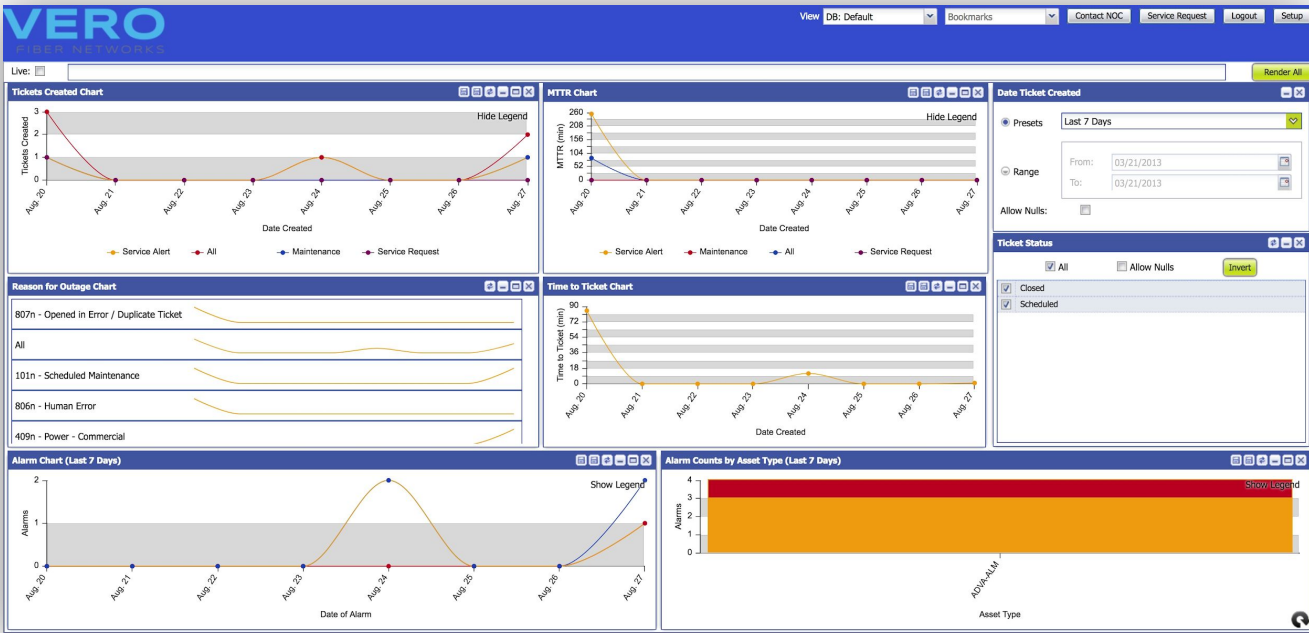 VERO
FIBER NETWORKS
View DB: Default Bookmarks Contact NOC Service Request Logout Setup
Live: Render All
Tickets Created Chart
Hide Legend
Tickets Created
3
2
1
0
Aug. 20 Aug. 21 Aug. 22 Aug. 23 Aug. 24 Aug. 25 Aug. 26 Aug. 27
Date Created
Service Alert All Maintenance Service Request
MTTR Chart
Hide Legend
MTTR (min)
260
208
156
104
52
0
Aug. 20 Aug. 21 Aug. 22 Aug. 23 Aug. 24 Aug. 25 Aug. 26 Aug. 27
Date Created
Service Alert Maintenance All Service Request
Date Ticket Created
Presets Last 7 Days
Range
From: 03/21/2013
To: 03/21/2013
Allow Nulls:
Ticket Status
All Allow Nulls Invert
Closed
Scheduled
Reason for Outage Chart
807n - Opened in Error / Duplicate Ticket
All
101n - Scheduled Maintenance
806n - Human Error
409n - Power - Commercial
Time to Ticket Chart
Time to Ticket (min)
90
72
54
36
18
0
Aug. 20 Aug. 21 Aug. 22 Aug. 23 Aug. 24 Aug. 25 Aug. 26 Aug. 27
Date Created
Alarm Chart (Last 7 Days)
Show Legend
Alarms
2
1
0
Aug. 20 Aug. 21 Aug. 22 Aug. 23 Aug. 24 Aug. 25 Aug. 26 Aug. 27
Date of Alarm
Alarm Counts by Asset Type (Last 7 Days)
Show Legend
Alarms
4
3
2
1
0
ADVA-ALM
Asset Type